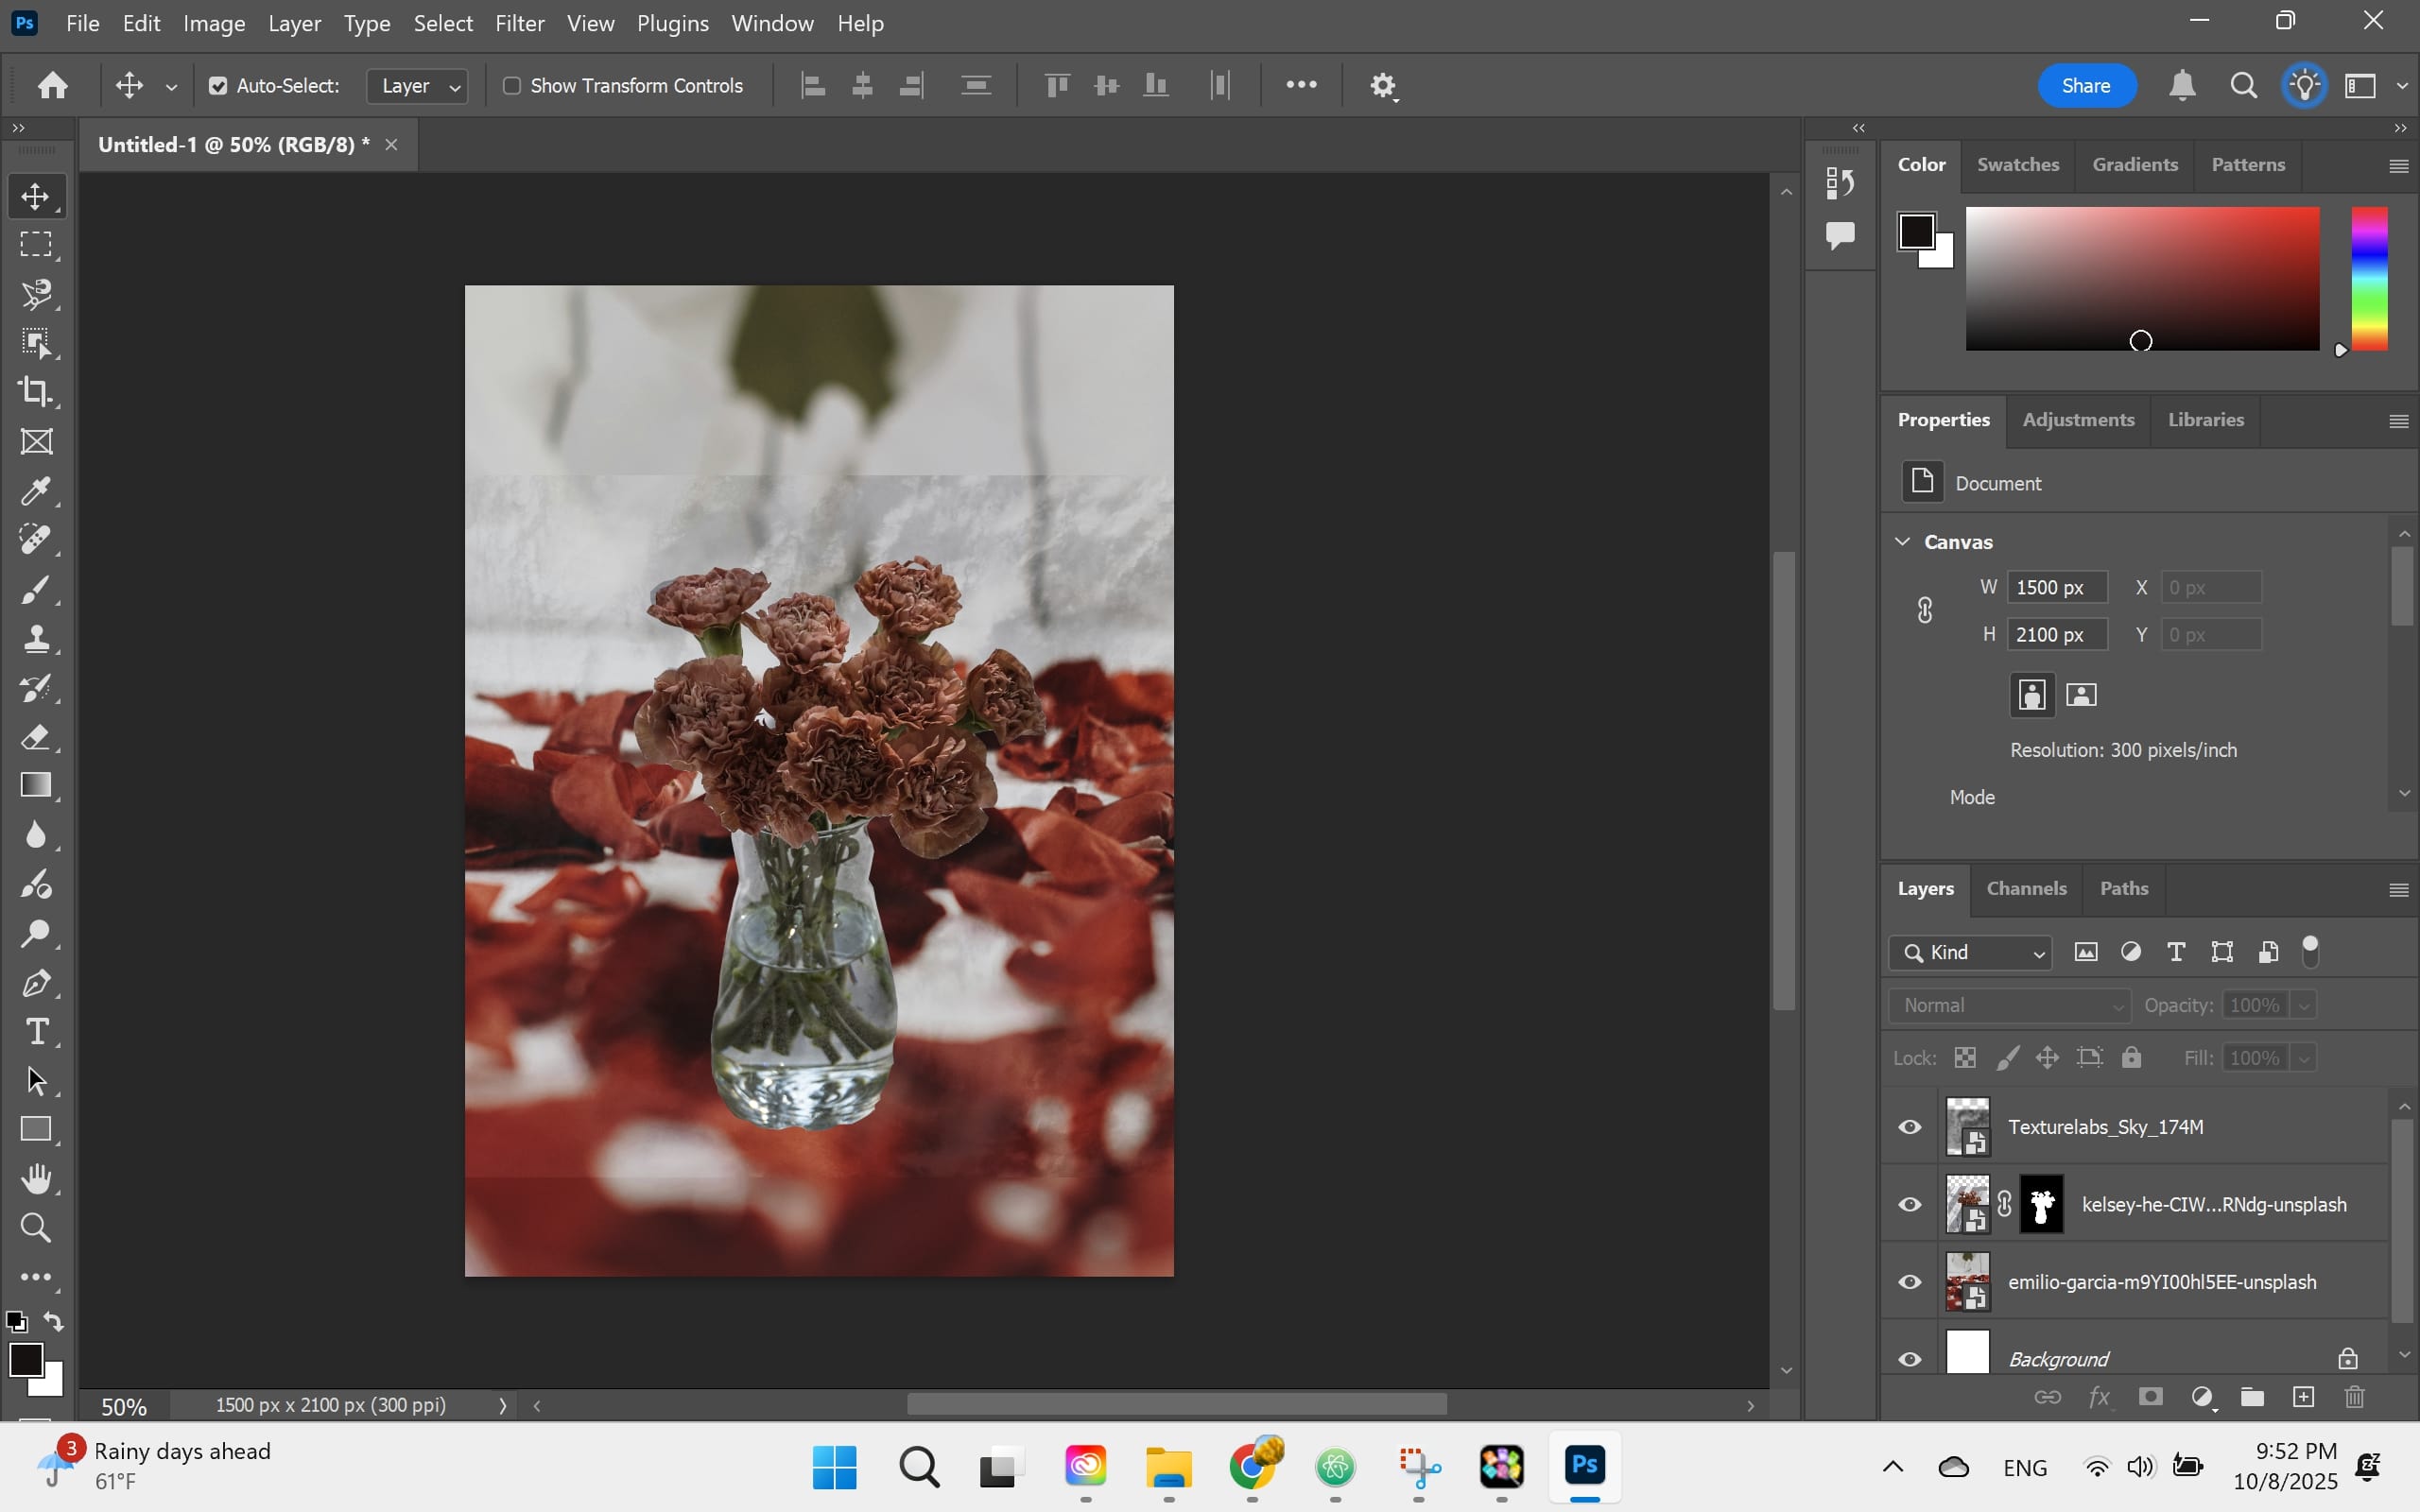 Ps File Edit Image Layer Type Select Filter View Plugins Window Help
Auto-Select: Layer Show Transform Controls Share
Untitled-1 @ 50% (RGB/8) *
Color Swatches Gradients Patterns
Properties Adjustments Libraries
Document
Canvas
W 1500 px X 0 px
H 2100 px Y 0 px
Resolution: 300 pixels/inch
Mode
Layers Channels Paths
Kind
Normal Opacity: 100%
Lock: Fill: 100%
Texturelabs_Sky_174M
kelsey-he-CIW...RNdg-unsplash
emilio-garcia-m9YI00hl5EE-unsplash
Background
fx
50% 1500 px x 2100 px (300 ppi)
3 Rainy days ahead
61°F
Ps
ENG
9:52 PM
10/8/2025